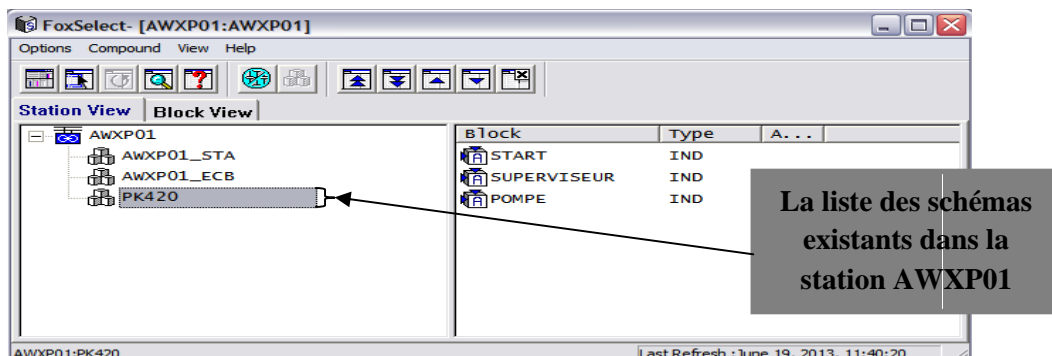 FoxSelect- [AWXP01:AWXP01]
Options Compound View Help
Station View Block View
AWXP01
AWXP01_STA
AWXP01_ECB
PK420
Block Type A...
START IND
SUPERVISEUR IND
POMPE IND
La liste des schémas
existants dans la
station AWXP01
AWXP01:PK420 Last Refresh : June 19, 2013, 11:40:20